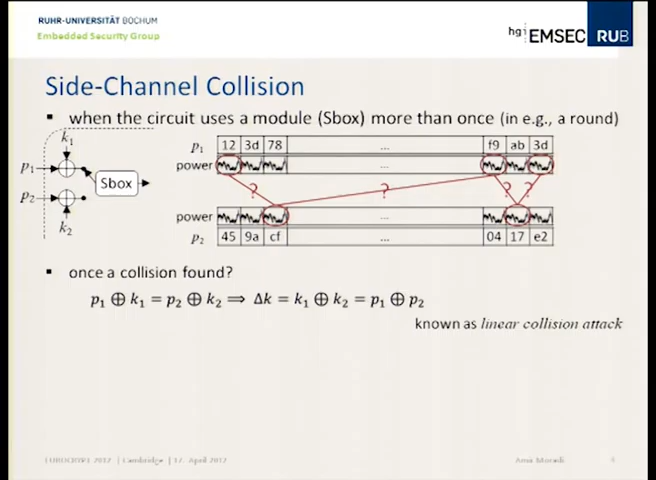 RUHR-UNIVERSITÄT BOCHUM
Embedded Security Group
hgi EMSEC RUB
Side-Channel Collision
▪ when the circuit uses a module (Sbox) more than once (in e.g., a round)
k₁
p₁
Sbox
p₂
k₂
p₁ 12 3d 78 ... f9 ab 3d
power
? ? ? ?
power ...
p₂ 45 9a cf ... 04 17 e2
▪ once a collision found?
p₁ ⊕ k₁ = p₂ ⊕ k₂ ⟹ Δk = k₁ ⊕ k₂ = p₁ ⊕ p₂
known as linear collision attack
EUROCRYPT 2012 | Cambridge | 17. April 2012
Amir Moradi